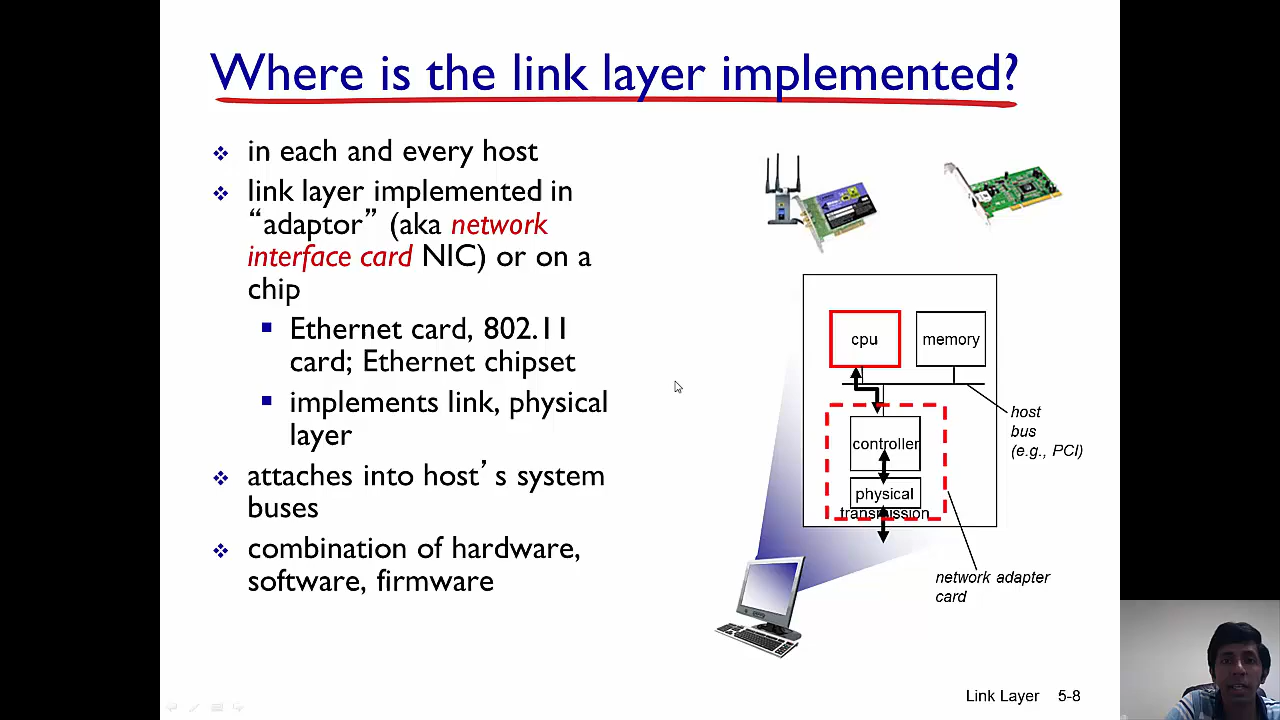 Where is the link layer implemented?
in each and every host
link layer implemented in
“adaptor” (aka network
interface card NIC) or on a
chip
Ethernet card, 802.11
card; Ethernet chipset
implements link, physical
layer
attaches into host’s system
buses
combination of hardware,
software, firmware
cpu
memory
controller
physical
transmission
host
bus
(e.g., PCI)
network adapter
card
Link Layer 5-8